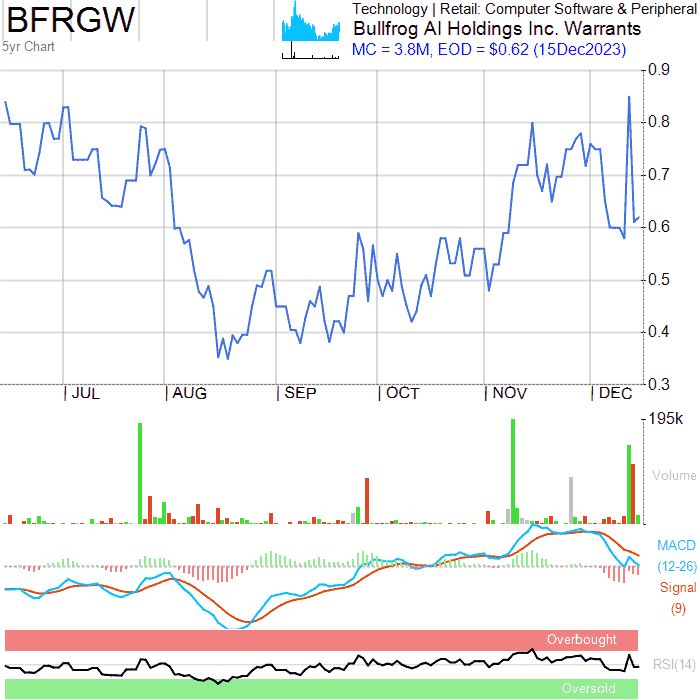 BFRGW
5yr Chart
Technology | Retail: Computer Software & Peripheral
Bullfrog AI Holdings Inc. Warrants
MC = 3.8M, EOD = $0.62 (15Dec2023)
0.9
0.8
0.7
0.6
0.5
0.4
0.3
JUL
AUG
SEP
OCT
NOV
DEC
195k
Volume
MACD
(12-26)
Signal
(9)
Overbought
RSI(14)
Oversold